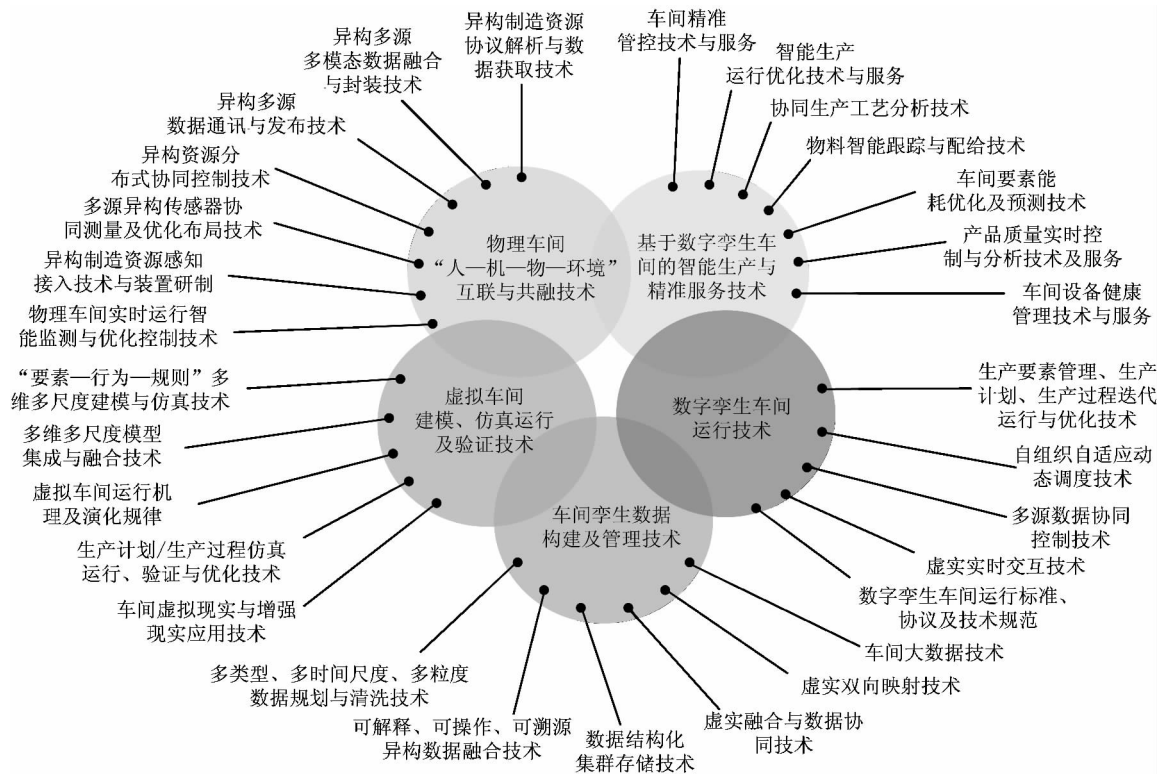 异构制造资源
协议解析与数
据获取技术
异构多源
多模态数据融合
与封装技术
异构多源
数据通讯与发布技术
异构资源分
布式协同控制技术
多源异构传感器协
同测量及优化布局技术
异构制造资源感知
接入技术与装置研制
物理车间实时运行智
能监测与优化控制技术
物理车间
“人—机—物—环境”
互联与共融技术
车间精准
管控技术与服务
智能生产
运行优化技术与服务
协同生产工艺分析技术
物料智能跟踪与配给技术
车间要素能
耗优化及预测技术
产品质量实时控
制与分析技术及服务
车间设备健康
管理技术与服务
基于数字孪生车
间的智能生产与
精准服务技术
“要素—行为—规则”多
维多尺度建模与仿真技术
多维多尺度模型
集成与融合技术
虚拟车间运行机
理及演化规律
生产计划/生产过程仿真
运行、验证与优化技术
车间虚拟现实与增强
现实应用技术
虚拟车间
建模、仿真运行
及验证技术
数字孪生车间
运行技术
生产要素管理、生产
计划、生产过程迭代
运行与优化技术
自组织自适应动
态调度技术
多源数据协同
控制技术
虚实实时交互技术
数字孪生车间运行标准、
协议及技术规范
车间孪生数据
构建及管理技术
车间大数据技术
虚实双向映射技术
虚实融合与数据协
同技术
数据结构化
集群存储技术
可解释、可操作、可溯源
异构数据融合技术
多类型、多时间尺度、多粒度
数据规划与清洗技术